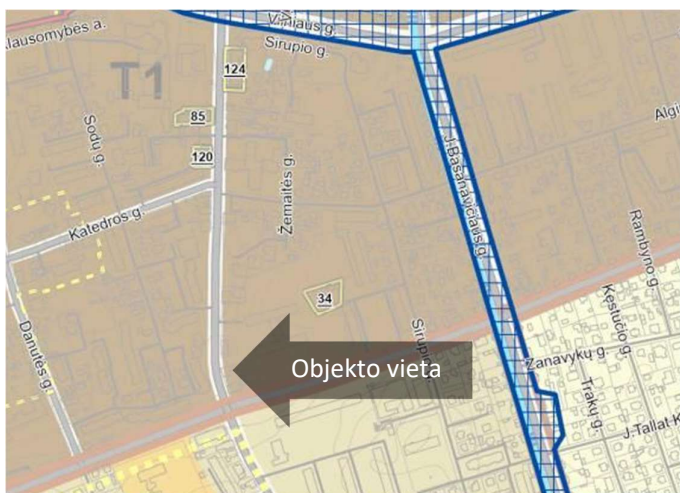 Vilniaus g.
Sirupio g.
124
T1
85
Sodų g.
120
Algi
J.Basanavičiaus g.
Žemaitės g.
Katedros g.
Rambyno g.
34
Kęstučio g.
Danutės g.
Objekto vieta
Zanavykų g.
Trakų g.
J.Tallat K